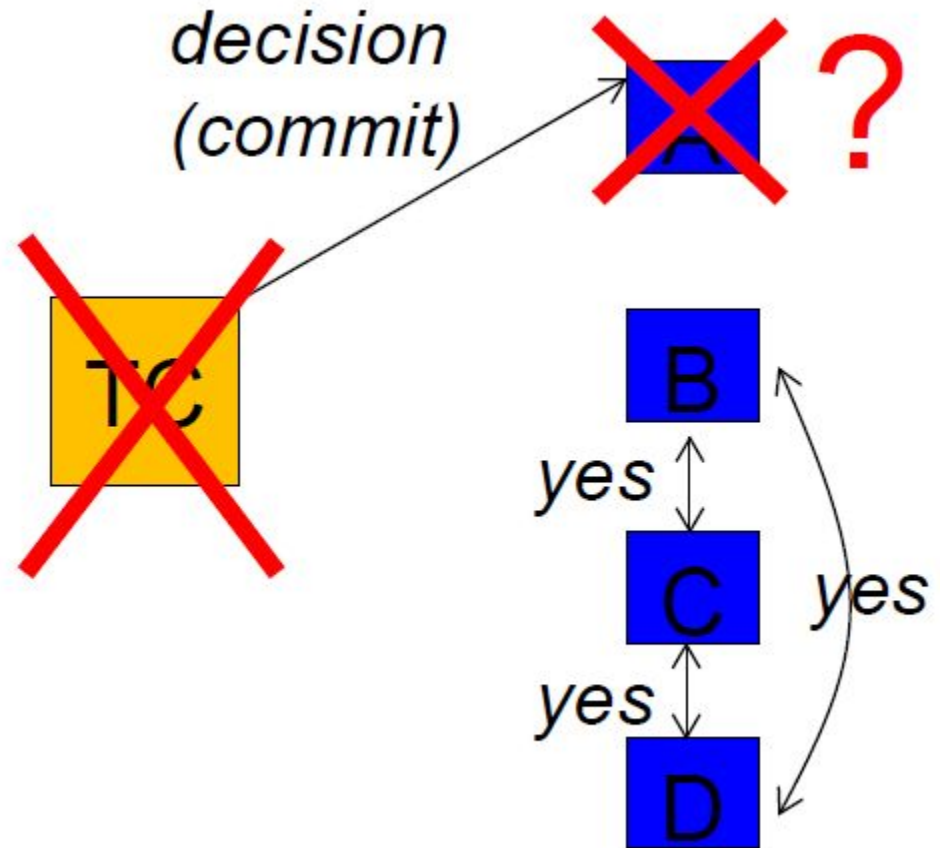 decision
(commit)
A
?
TC
B
yes
C
yes
yes
D